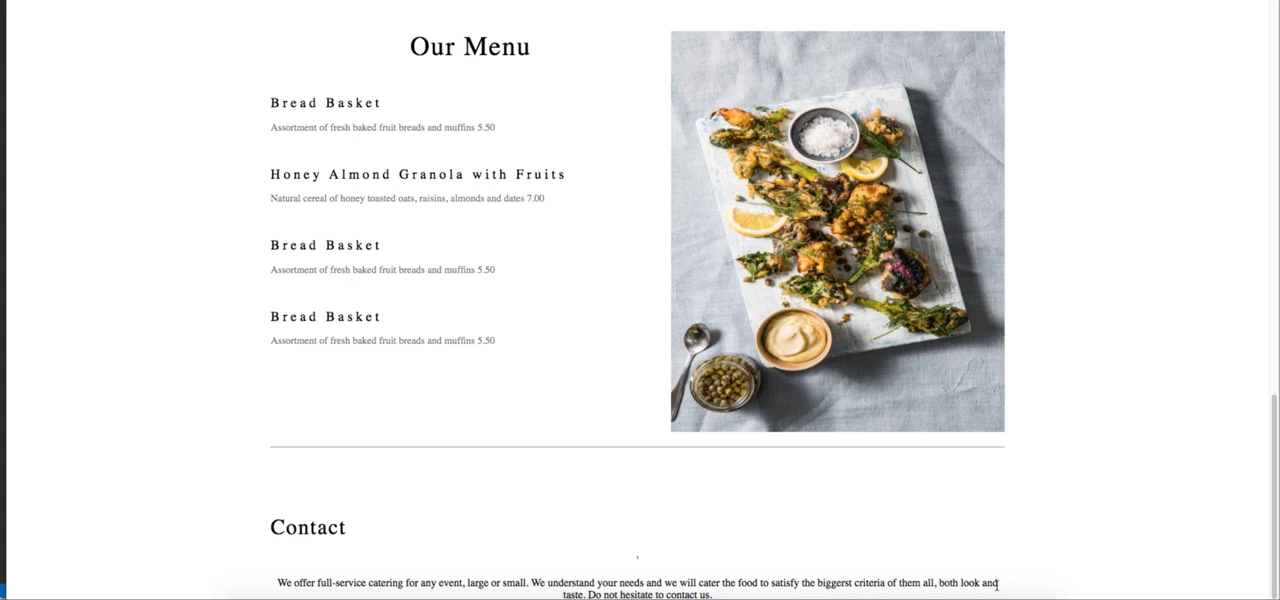 Our Menu
Bread Basket
Assortment of fresh baked fruit breads and muffins 5.50
Honey Almond Granola with Fruits
Natural cereal of honey toasted oats, raisins, almonds and dates 7.00
Bread Basket
Assortment of fresh baked fruit breads and muffins 5.50
Bread Basket
Assortment of fresh baked fruit breads and muffins 5.50
Contact
,
We offer full-service catering for any event, large or small. We understand your needs and we will cater the food to satisfy the biggerst criteria of them all, both look and
taste. Do not hesitate to contact us.